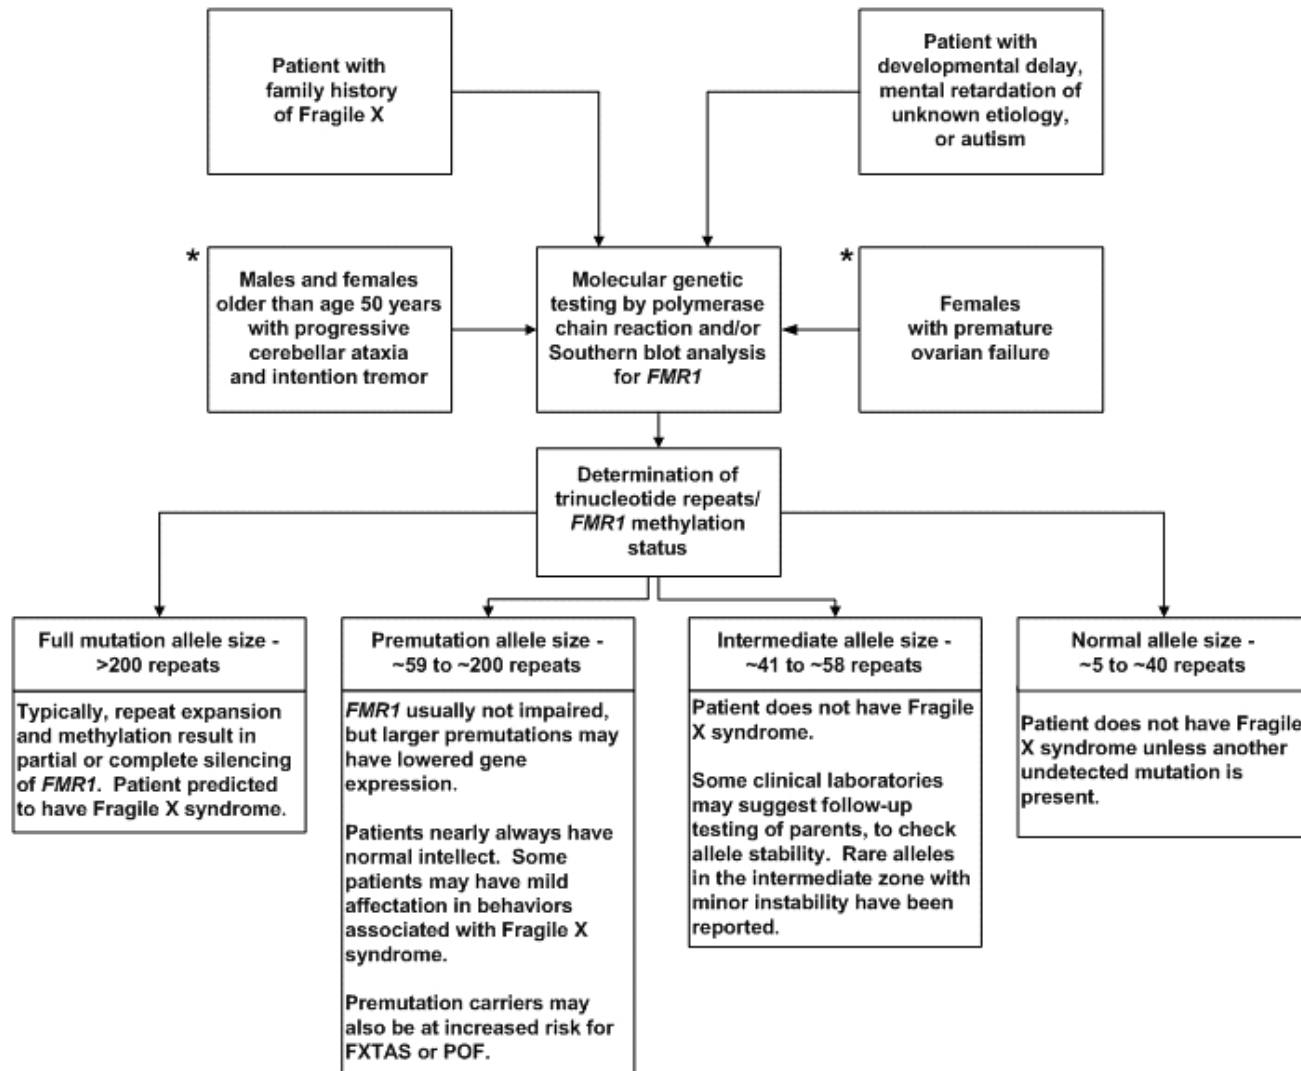 Patient with
family history
of Fragile X
Patient with
developmental delay,
mental retardation of
unknown etiology,
or autism
*
Males and females
older than age 50 years
with progressive
cerebellar ataxia
and intention tremor
Molecular genetic
testing by polymerase
chain reaction and/or
Southern blot analysis
for FMR1
*
Females
with premature
ovarian failure
Determination of
trinucleotide repeats/
FMR1 methylation
status
Full mutation allele size -
>200 repeats
Typically, repeat expansion
and methylation result in
partial or complete silencing
of FMR1.  Patient predicted
to have Fragile X syndrome.
Premutation allele size -
~59 to ~200 repeats
FMR1 usually not impaired,
but larger premutations may
have lowered gene
expression.
Patients nearly always have
normal intellect.  Some
patients may have mild
affectation in behaviors
associated with Fragile X
syndrome.
Premutation carriers may
also be at increased risk for
FXTAS or POF.
Intermediate allele size -
~41 to ~58 repeats
Patient does not have Fragile
X syndrome.
Some clinical laboratories
may suggest follow-up
testing of parents, to check
allele stability.  Rare alleles
in the intermediate zone with
minor instability have been
reported.
Normal allele size -
~5 to ~40 repeats
Patient does not have Fragile
X syndrome unless another
undetected mutation is
present.